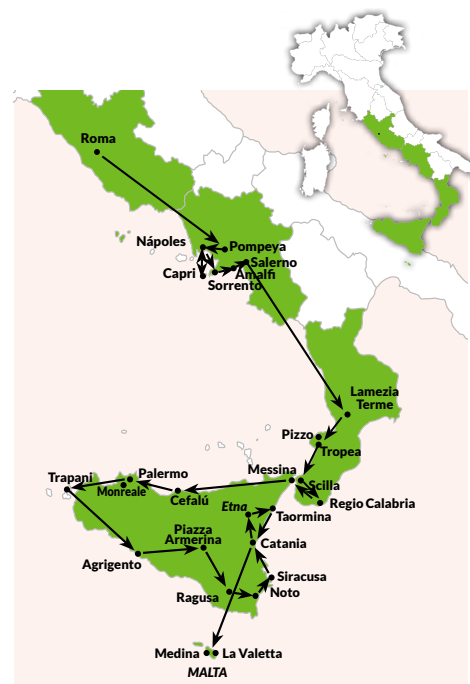 Roma
Nápoles
Pompeya
Salerno
Capri
Amalfi
Sorrento
Lamezia
Terme
Pizzo
Tropea
Messina
Scilla
Trapani
Palermo
Monreale
Cefalú
Regio Calabria
Etna
Taormina
Piazza
Armerina
Catania
Agrigento
Siracusa
Ragusa
Noto
Medina
La Valetta
MALTA